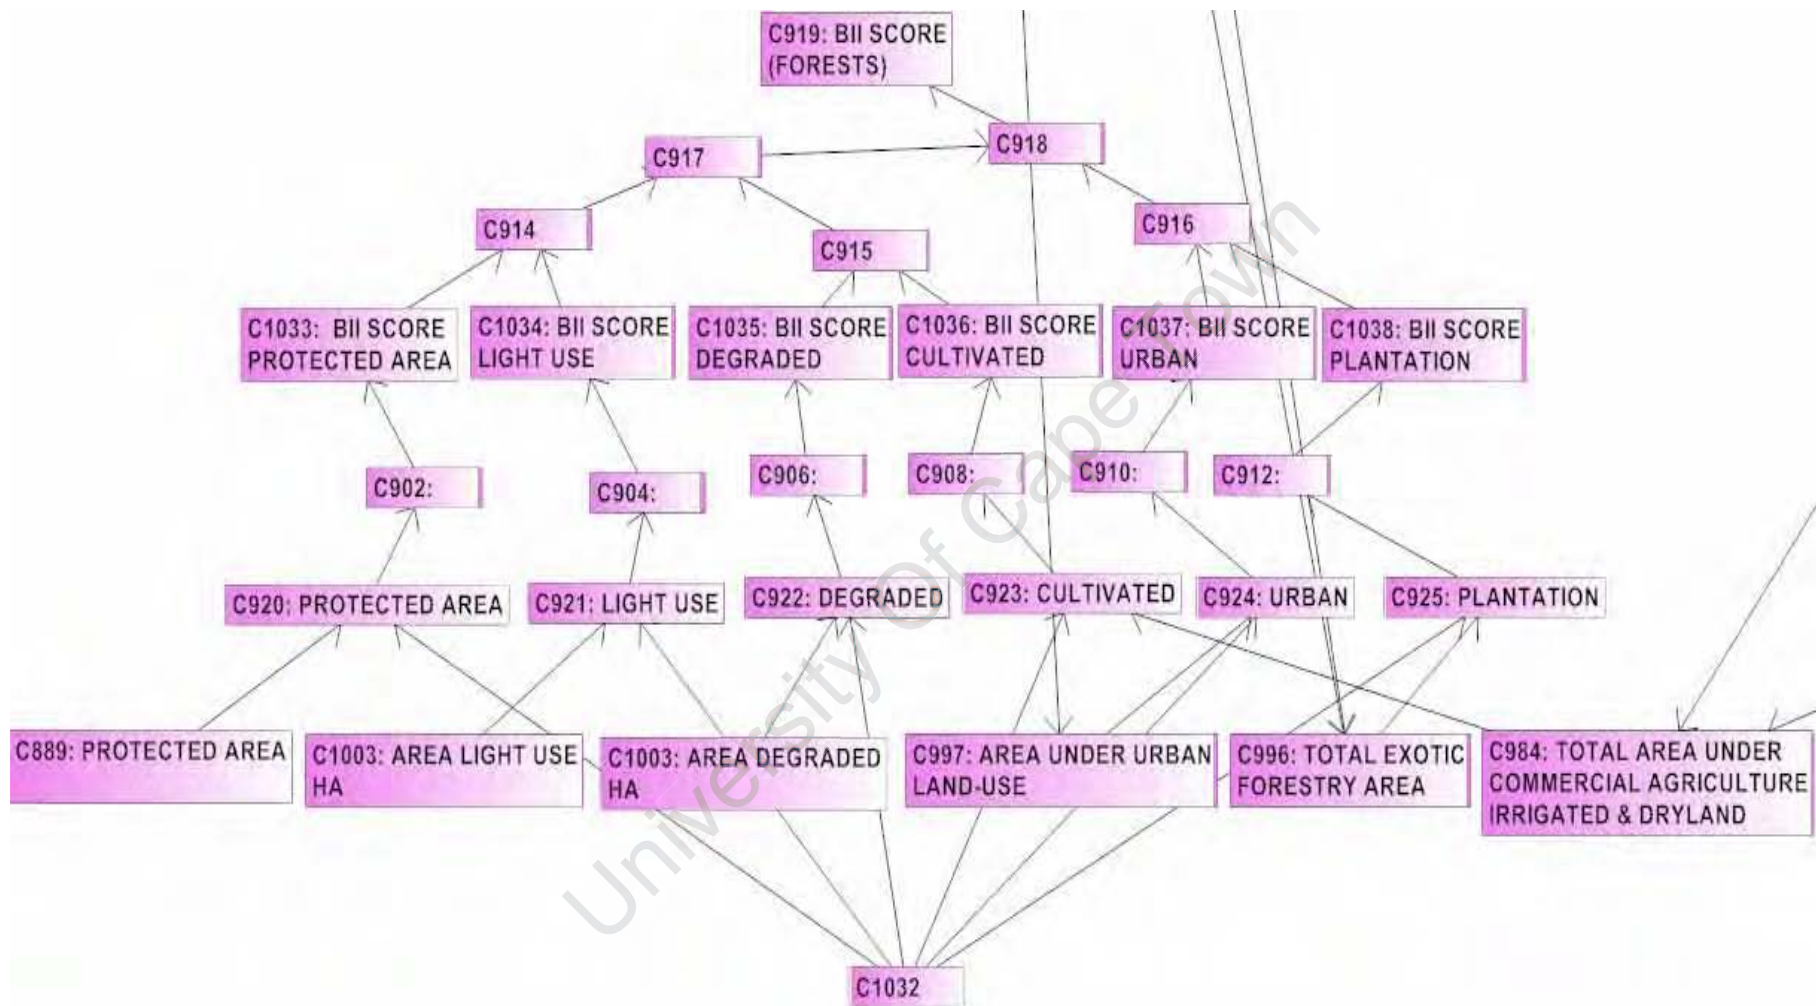 C919: BII SCORE
(FORESTS)
C917
C918
C914
C915
C916
C1033: BII SCORE
PROTECTED AREA
C1034: BII SCORE
LIGHT USE
C1035: BII SCORE
DEGRADED
C1036: BII SCORE
CULTIVATED
C1037: BII SCORE
URBAN
C1038: BII SCORE
PLANTATION
C902:
C904:
C906:
C908:
C910:
C912:
C920: PROTECTED AREA
C921: LIGHT USE
C922: DEGRADED
C923: CULTIVATED
C924: URBAN
C925: PLANTATION
C889: PROTECTED AREA
C1003: AREA LIGHT USE
HA
C1003: AREA DEGRADED
HA
C997: AREA UNDER URBAN
LAND-USE
C996: TOTAL EXOTIC
FORESTRY AREA
C984: TOTAL AREA UNDER
COMMERCIAL AGRICULTURE
IRRIGATED & DRYLAND
C1032
University Of Cape Town